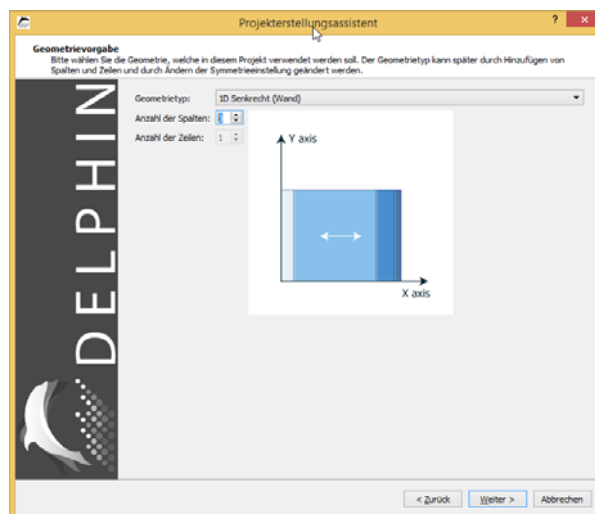 Projekterstellungsassistent
Geometrievorgabe
Bitte wählen Sie die Geometrie, welche in diesem Projekt verwendet werden soll. Der Geometrietyp kann später durch Hinzufügen von
Spalten und Zeilen und durch Ändern der Symmetrieeinstellung geändert werden.
DELPHIN
Geometrietyp: 1D Senkrecht (Wand)
Anzahl der Spalten:
Anzahl der Zeilen: 1
Y axis
X axis
< Zurück Weiter > Abbrechen